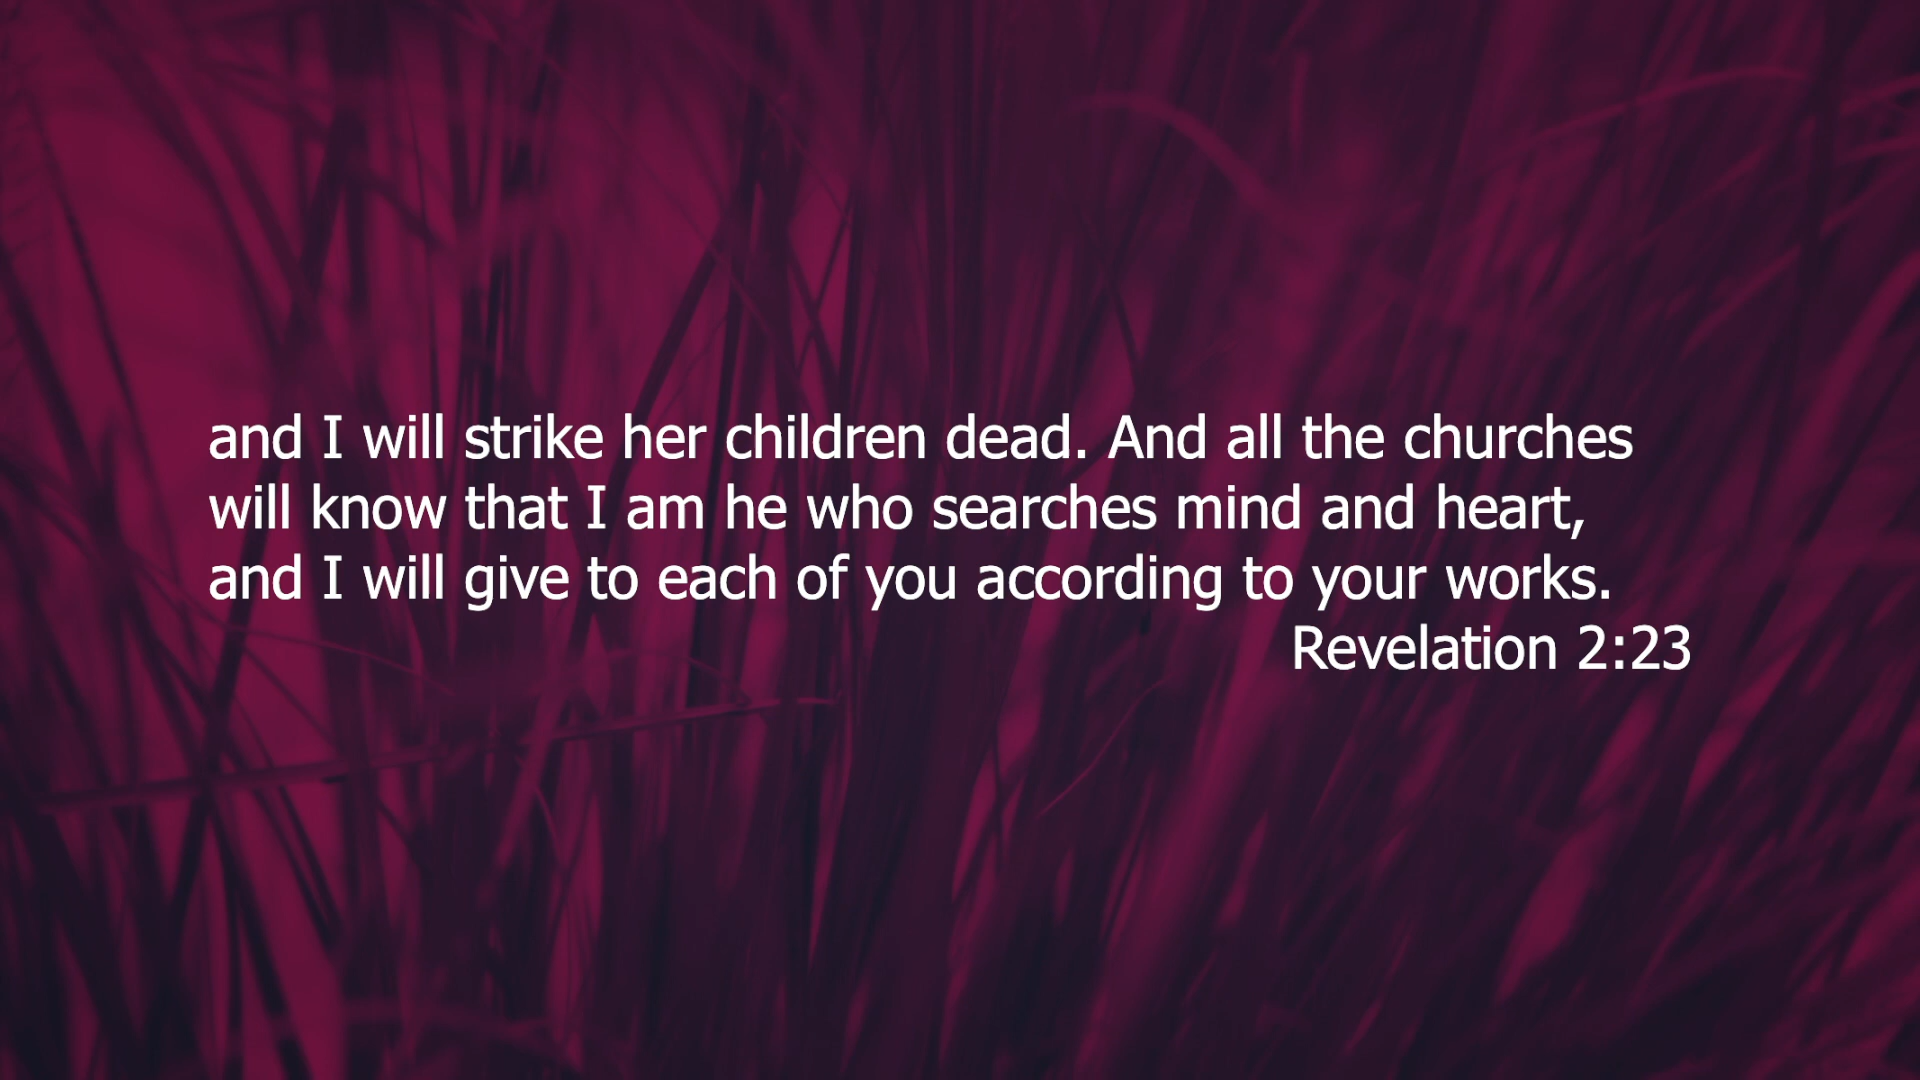 and I will strike her children dead. And all the churches
will know that I am he who searches mind and heart,
and I will give to each of you according to your works.
Revelation 2:23